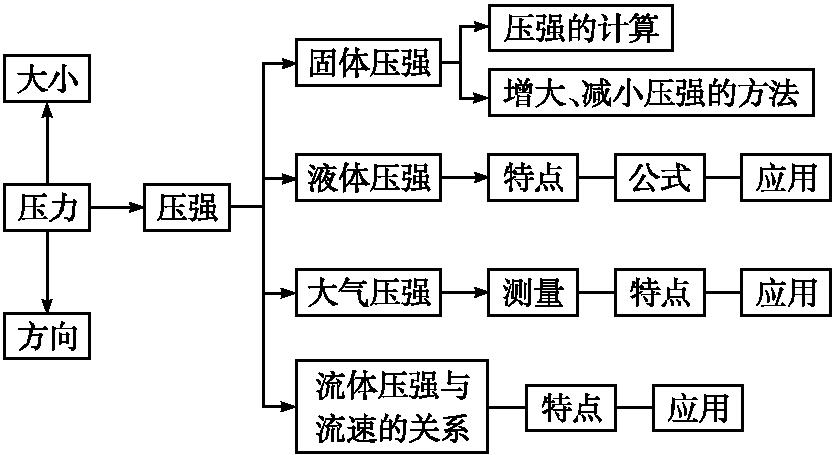 大小
压力
方向
压强
固体压强
压强的计算
增大、减小压强的方法
液体压强
特点
公式
应用
大气压强
测量
特点
应用
流体压强与
流速的关系
特点
应用